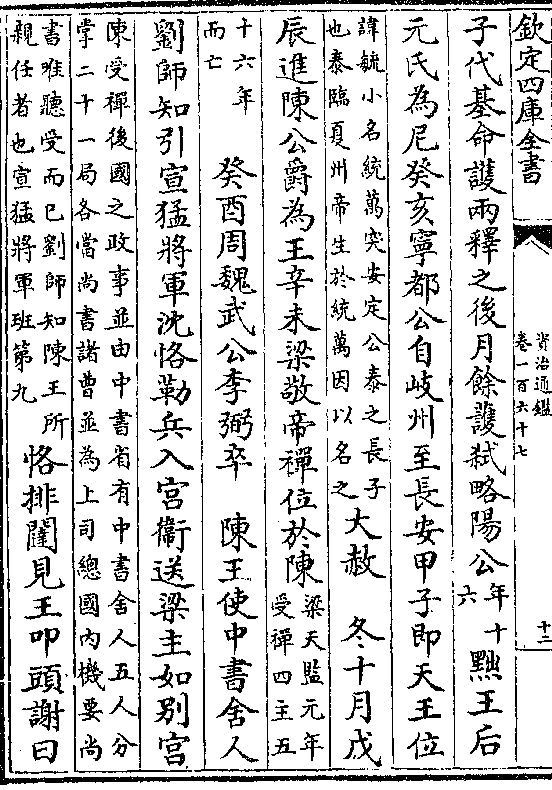 欽定四庫全書
資治通鑑
卷一百六十七
十二
子代基命護兩釋之後月餘護弑略陽公年十六黜王后
元氏為尼癸亥寧都公自岐州至長安甲子即天王位
諱毓小名統萬突安定公泰之長子
也泰臨夏州帝生於統萬因以名之
大赦　冬十月戊
辰進陳公爵為王辛未梁敬帝禪位於陳
梁天監元年
受禪四主五
十六年
而亡
癸酉周魏武公李弼卒　陳王使中書舍人
劉師知引宣猛將軍沈恪勒兵入宮衛送梁主如別宮
陳受禪後國之政事並由中書省有中書舍人五人分
掌二十一局各當尚書諸曹並為上司總國內機要尚
書唯聽受而已劉師知陳王所
親任者也宣猛將軍班第九
恪排闥見王叩頭謝曰